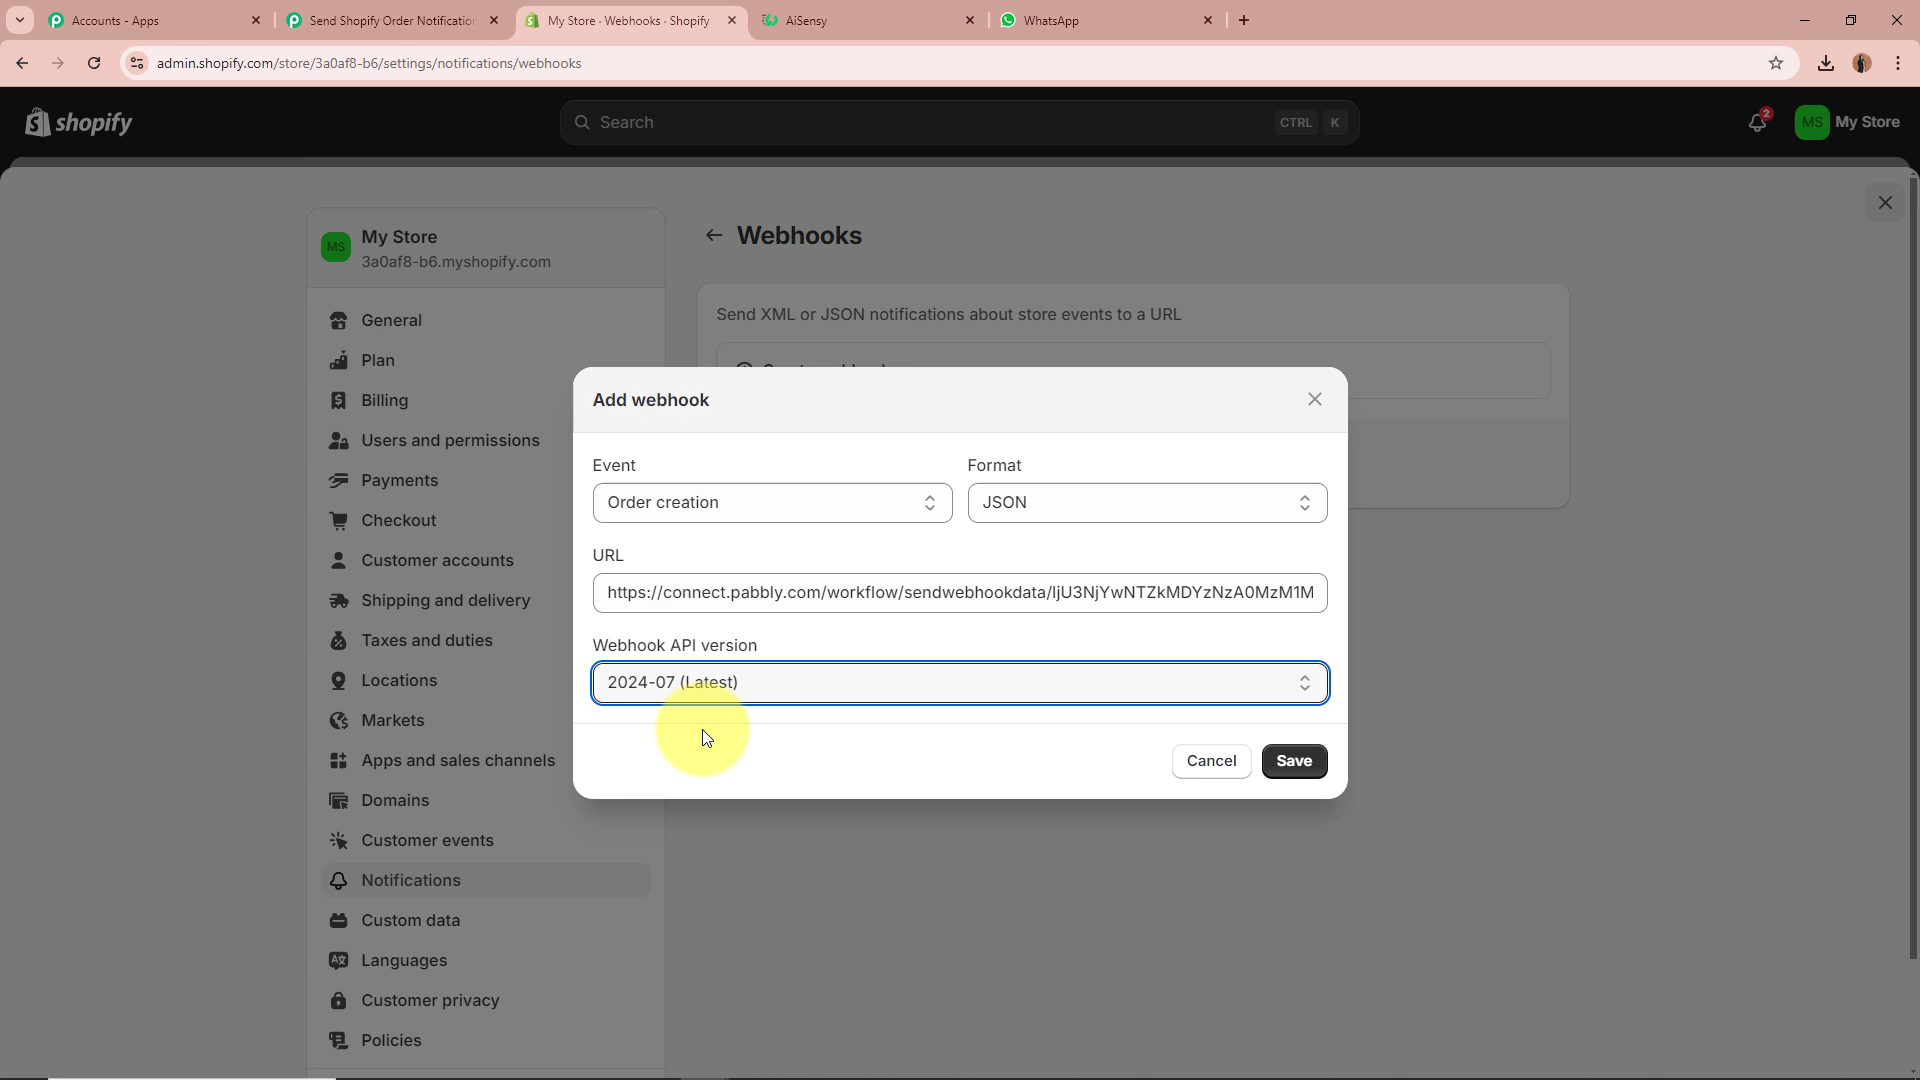 Accounts - Apps
Send Shopify Order Notification
My Store · Webhooks · Shopify
AiSensy
WhatsApp
admin.shopify.com/store/3a0af8-b6/settings/notifications/webhooks
shopify
Search
CTRL K
2
MS My Store
MS
My Store
3a0af8-b6.myshopify.com
General
Plan
Billing
Users and permissions
Payments
Checkout
Customer accounts
Shipping and delivery
Taxes and duties
Locations
Markets
Apps and sales channels
Domains
Customer events
Notifications
Custom data
Languages
Customer privacy
Policies
Webhooks
Send XML or JSON notifications about store events to a URL
Add webhook
Event
Format
Order creation
JSON
URL
https://connect.pabbly.com/workflow/sendwebhookdata/IjU3NjYwNTZkMDYzNzA0MzM1M
Webhook API version
2024-07 (Latest)
Cancel
Save